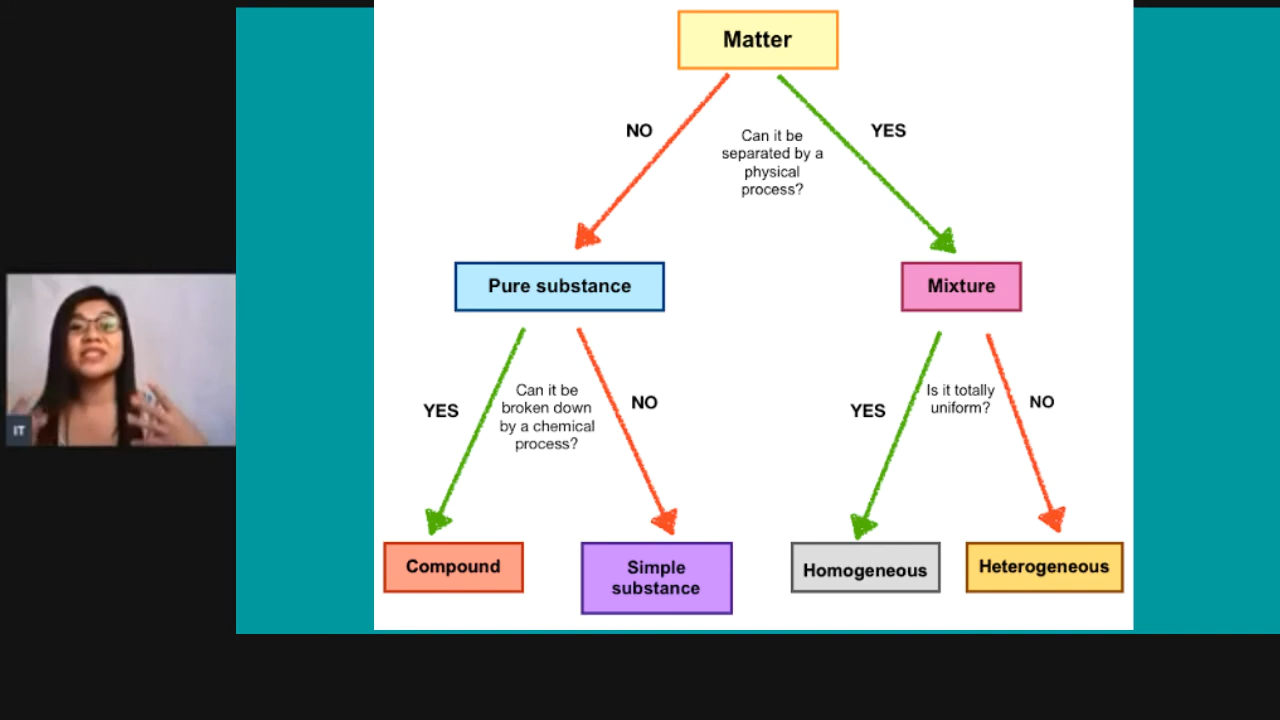 Matter
NO
Can it be
separated by a
physical
process?
YES
Pure substance
Mixture
YES
Can it be
broken down
by a chemical
process?
NO
YES
Is it totally
uniform?
NO
Compound
Simple
substance
Homogeneous
Heterogeneous
IT